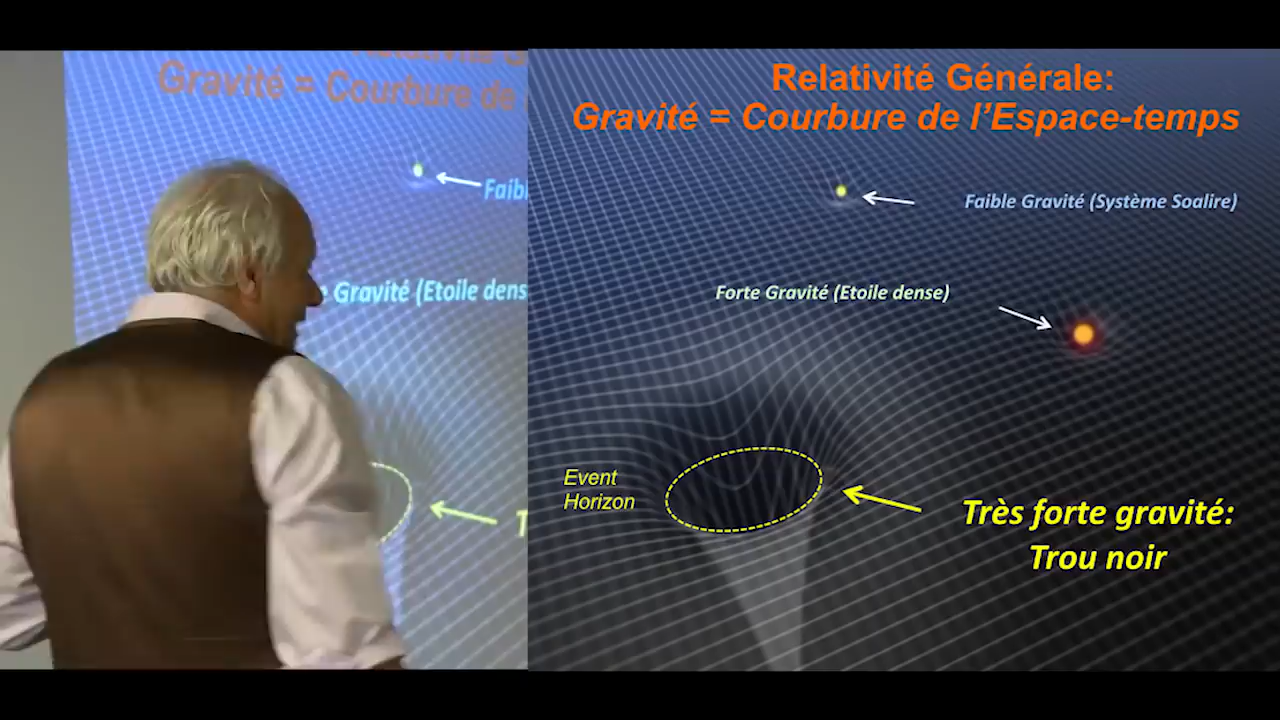 Relativité S
Gravité = Courbure de
Faibl
e Gravité (Etoile dens
T
Relativité Générale:
Gravité = Courbure de l’Espace-temps
Faible Gravité (Système Soalire)
Forte Gravité (Etoile dense)
Event
Horizon
Très forte gravité:
Trou noir